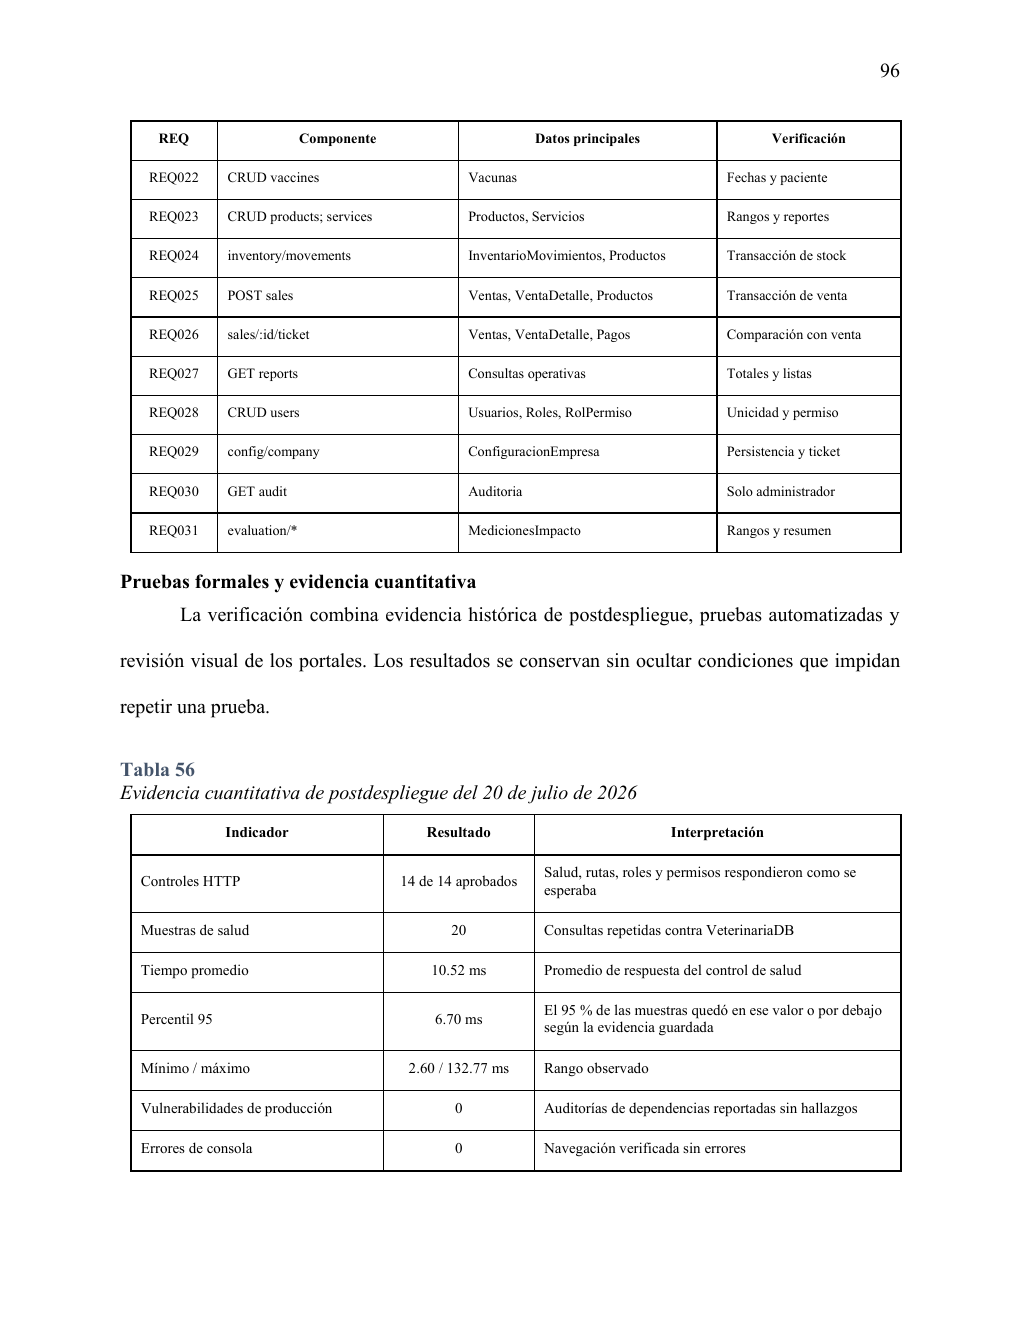 96
REQ Componente Datos principales Verificación
REQ022 CRUD vaccines Vacunas Fechas y paciente
REQ023 CRUD products; services Productos, Servicios Rangos y reportes
REQ024 inventory/movements InventarioMovimientos, Productos Transacción de stock
REQ025 POST sales Ventas, VentaDetalle, Productos Transacción de venta
REQ026 sales/:id/ticket Ventas, VentaDetalle, Pagos Comparación con venta
REQ027 GET reports Consultas operativas Totales y listas
REQ028 CRUD users Usuarios, Roles, RolPermiso Unicidad y permiso
REQ029 config/company ConfiguracionEmpresa Persistencia y ticket
REQ030 GET audit Auditoria Solo administrador
REQ031 evaluation/* MedicionesImpacto Rangos y resumen
Pruebas formales y evidencia cuantitativa
La verificación combina evidencia histórica de postdespliegue, pruebas automatizadas y
revisión visual de los portales. Los resultados se conservan sin ocultar condiciones que impidan
repetir una prueba.
Tabla 56
Evidencia cuantitativa de postdespliegue del 20 de julio de 2026
Indicador Resultado Interpretación
Controles HTTP 14 de 14 aprobados Salud, rutas, roles y permisos respondieron como se
esperaba
Muestras de salud 20 Consultas repetidas contra VeterinariaDB
Tiempo promedio 10.52 ms Promedio de respuesta del control de salud
Percentil 95 6.70 ms El 95 % de las muestras quedó en ese valor o por debajo
según la evidencia guardada
Mínimo / máximo 2.60 / 132.77 ms Rango observado
Vulnerabilidades de producción 0 Auditorías de dependencias reportadas sin hallazgos
Errores de consola 0 Navegación verificada sin errores